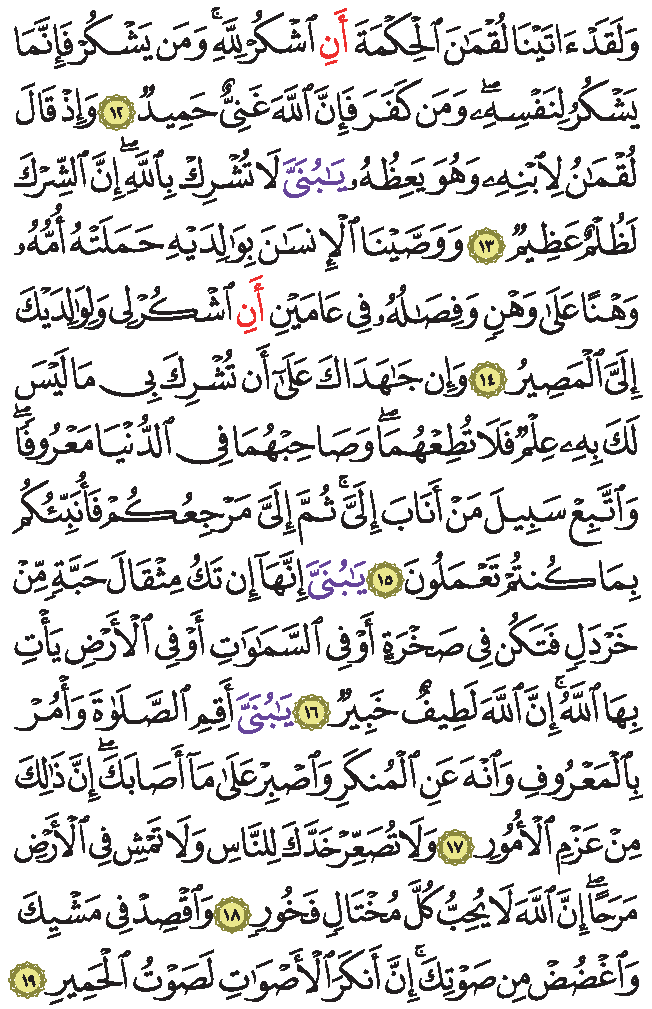 وَلَقَدْ ءَاتَيْنَا لُقْمَـٰنَ ٱلْحِكْمَةَ أَنِ ٱشْكُرْ لِلَّهِ ۚ وَمَن يَشْكُرْ فَإِنَّمَا
يَشْكُرُ لِنَفْسِهِۦ ۖ وَمَن كَفَرَ فَإِنَّ ٱللَّهَ غَنِىٌّ حَمِيدٌ ١٢ وَإِذْ قَالَ
لُقْمَـٰنُ لِٱبْنِهِۦ وَهُوَ يَعِظُهُۥ يَـٰبُنَىَّ لَا تُشْرِكْ بِٱللَّهِ ۖ إِنَّ ٱلشِّرْكَ
لَظُلْمٌ عَظِيمٌ ١٣ وَوَصَّيْنَا ٱلْإِنسَـٰنَ بِوَٰلِدَيْهِ حَمَلَتْهُ أُمُّهُۥ
وَهْنًا عَلَىٰ وَهْنٍ وَفِصَـٰلُهُۥ فِى عَامَيْنِ أَنِ ٱشْكُرْ لِى وَلِوَٰلِدَيْكَ
إِلَىَّ ٱلْمَصِيرُ ١٤ وَإِن جَـٰهَدَاكَ عَلَىٰٓ أَن تُشْرِكَ بِى مَا لَيْسَ
لَكَ بِهِۦ عِلْمٌ فَلَا تُطِعْهُمَا ۖ وَصَاحِبْهُمَا فِى ٱلدُّنْيَا مَعْرُوفًا ۖ
وَٱتَّبِعْ سَبِيلَ مَنْ أَنَابَ إِلَىَّ ۚ ثُمَّ إِلَىَّ مَرْجِعُكُمْ فَأُنَبِّئُكُم
بِمَا كُنتُمْ تَعْمَلُونَ ١٥ يَـٰبُنَىَّ إِنَّهَآ إِن تَكُ مِثْقَالَ حَبَّةٍ مِّنْ
خَرْدَلٍ فَتَكُن فِى صَخْرَةٍ أَوْ فِى ٱلسَّمَـٰوَٰتِ أَوْ فِى ٱلْأَرْضِ يَأْتِ
بِهَا ٱللَّهُ ۚ إِنَّ ٱللَّهَ لَطِيفٌ خَبِيرٌ ١٦ يَـٰبُنَىَّ أَقِمِ ٱلصَّلَوٰةَ وَأْمُرْ
بِٱلْمَعْرُوفِ وَٱنْهَ عَنِ ٱلْمُنكَرِ وَٱصْبِرْ عَلَىٰ مَآ أَصَابَكَ ۖ إِنَّ ذَٰلِكَ
مِنْ عَزْمِ ٱلْأُمُورِ ١٧ وَلَا تُصَعِّرْ خَدَّكَ لِلنَّاسِ وَلَا تَمْشِ فِى ٱلْأَرْضِ
مَرَحًا ۖ إِنَّ ٱللَّهَ لَا يُحِبُّ كُلَّ مُخْتَالٍ فَخُورٍ ١٨ وَٱقْصِدْ فِى مَشْيِكَ
وَٱغْضُضْ مِن صَوْتِكَ ۚ إِنَّ أَنكَرَ ٱلْأَصْوَٰتِ لَصَوْتُ ٱلْحَمِيرِ ١٩